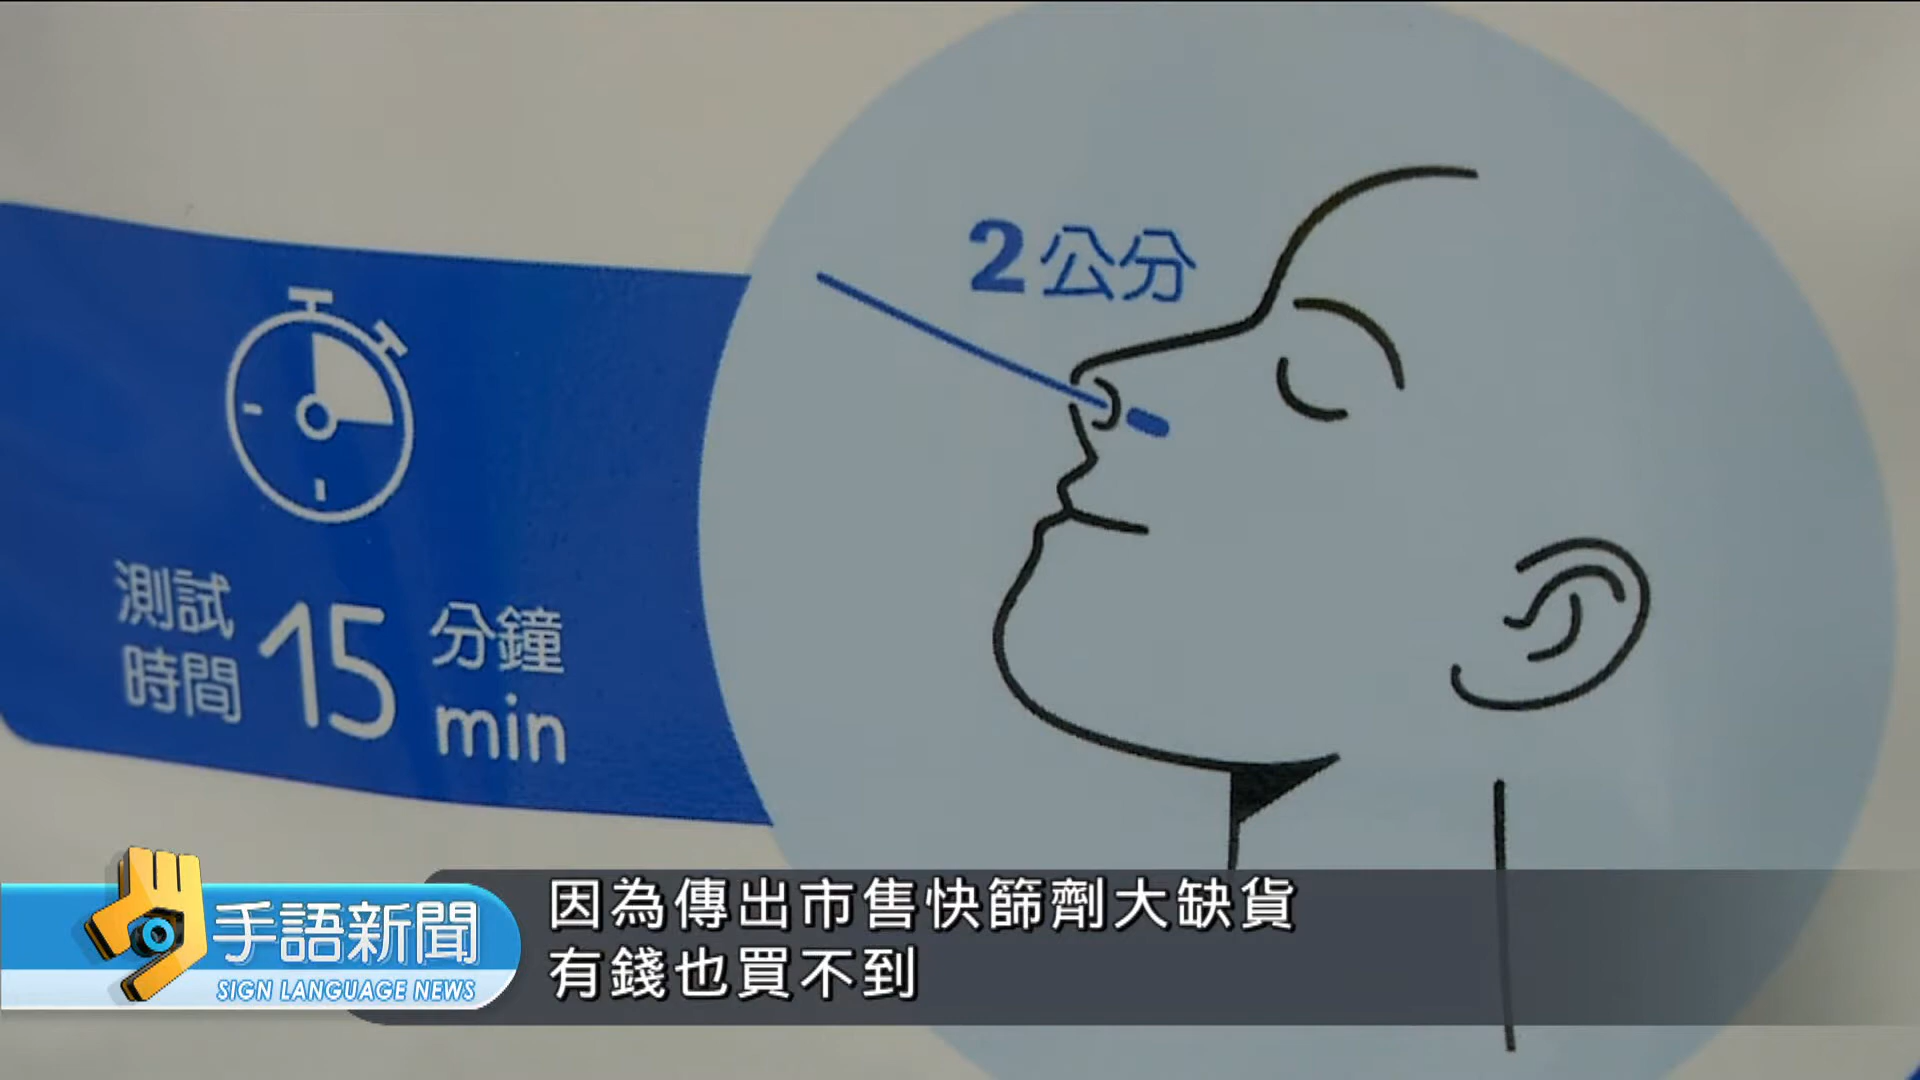 2公分
測試
時間
15
分鐘
min
因為傳出市售快篩劑大缺貨
有錢也買不到
手語新聞
SIGN LANGUAGE NEWS